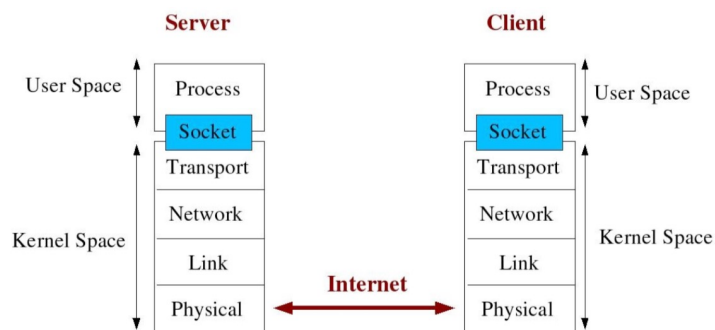 Server
Client
User Space
Process
Process
User Space
Socket
Socket
Transport
Transport
Network
Network
Kernel Space
Kernel Space
Link
Link
Internet
Physical
Physical